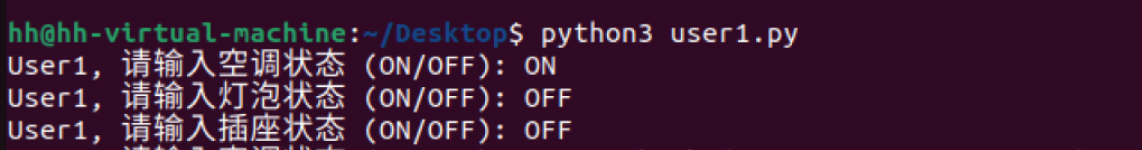 hh@hh-virtual-machine:~/Desktop$ python3 user1.py
User1, 请输入空调状态 (ON/OFF): ON
User1, 请输入灯泡状态 (ON/OFF): OFF
User1, 请输入插座状态 (ON/OFF): OFF